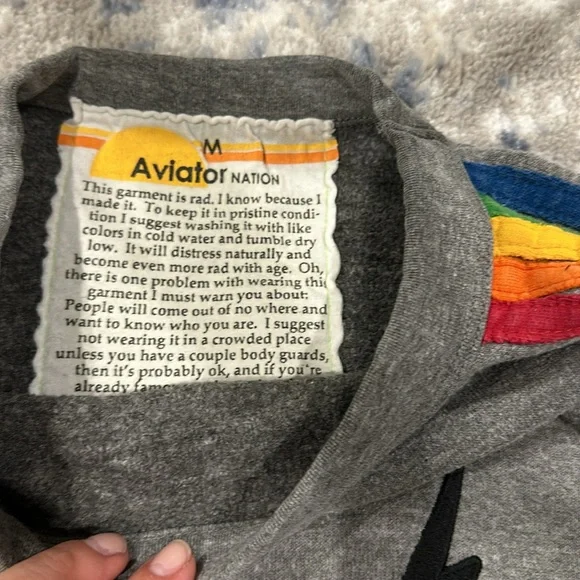 M
Aviator NATION
This garment is rad. I know because I
made it. To keep it in pristine condi-
tion I suggest washing it with like
colors in cold water and tumble dry
low. It will distress naturally and
become even more rad with age. Oh,
there is one problem with wearing this
garment I must warn you about:
People will come out of no where and
want to know who you are. I suggest
not wearing it in a crowded place
unless you have a couple body guards,
then it's probably ok, and if you're
already